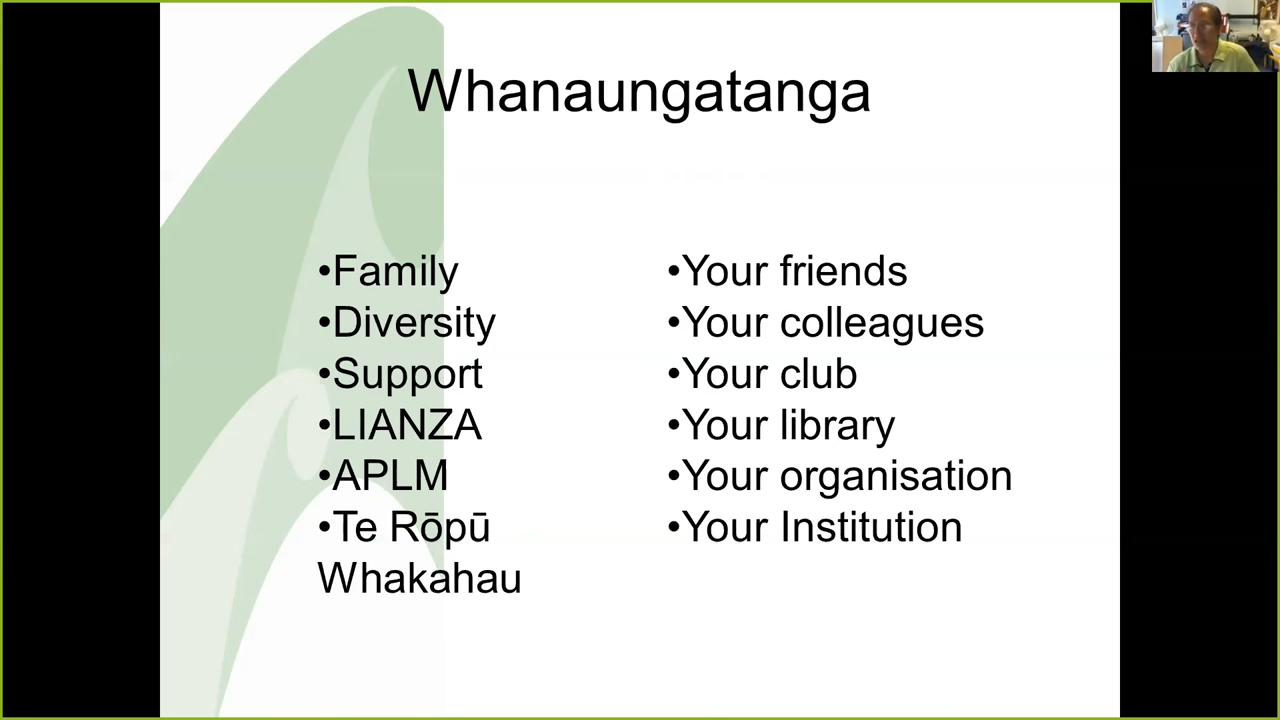 Whanaungatanga
•Family
•Diversity
•Support
•LIANZA
•APLM
•Te Rōpū
Whakahau
•Your friends
•Your colleagues
•Your club
•Your library
•Your organisation
•Your Institution